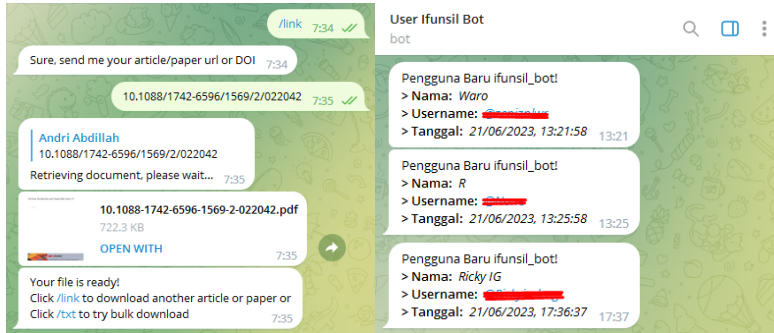 /link 7:34
Sure, send me your article/paper url or DOI 7:34
10.1088/1742-6596/1569/2/022042 7:35
Andri Abdillah
10.1088/1742-6596/1569/2/022042
Retrieving document, please wait... 7:35
10.1088-1742-6596-1569-2-022042.pdf
722.3 KB
OPEN WITH
7:35
Your file is ready!
Click /link to download another article or paper or
Click /txt to try bulk download 7:35
User Ifunsil Bot
bot
Pengguna Baru ifunsil_bot!
> Nama: Waro
> Username:
> Tanggal: 21/06/2023, 13:21:58 13:21
Pengguna Baru ifunsil_bot!
> Nama: R
> Username:
> Tanggal: 21/06/2023, 13:25:58 13:25
Pengguna Baru ifunsil_bot!
> Nama: Ricky IG
> Username:
> Tanggal: 21/06/2023, 17:36:37 17:37